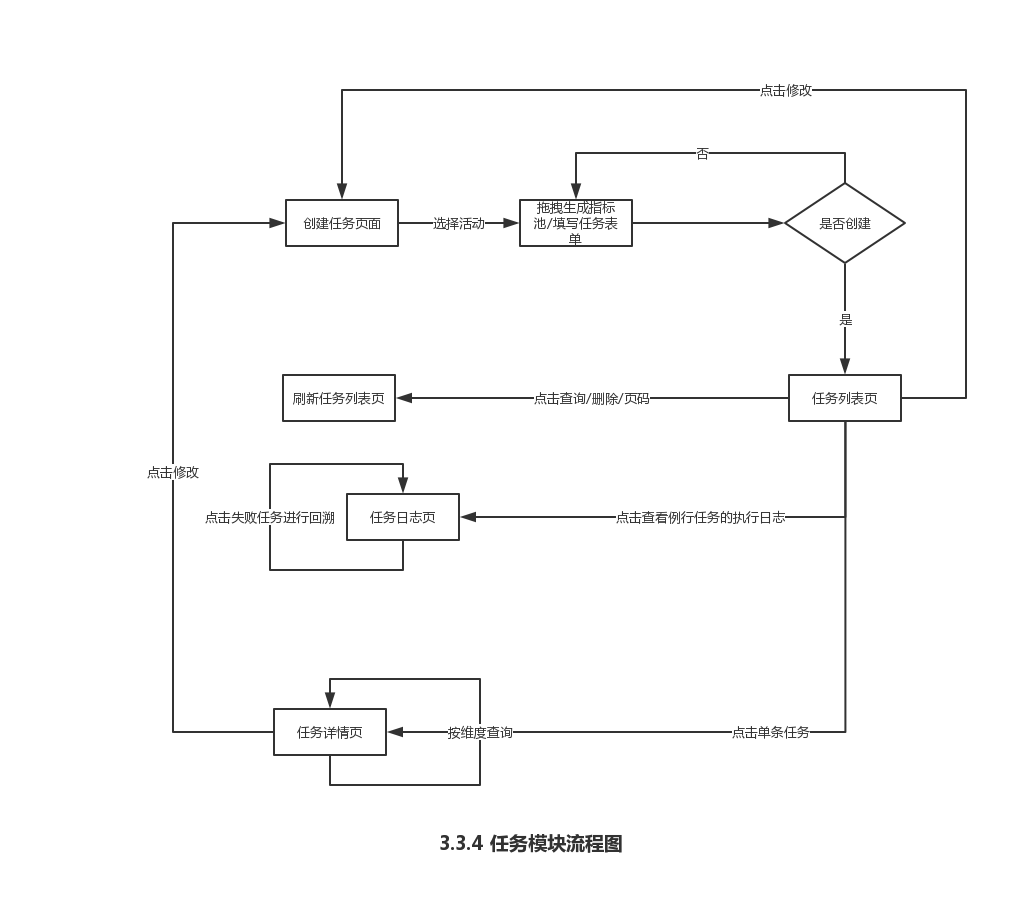 点击修改
否
创建任务页面
选择活动
拖拽生成指标
池/填写任务表
单
是否创建
是
刷新任务列表页
点击查询/删除/页码
任务列表页
点击修改
点击失败任务进行回溯
任务日志页
点击查看例行任务的执行日志
任务详情页
按维度查询
点击单条任务
3.3.4 任务模块流程图